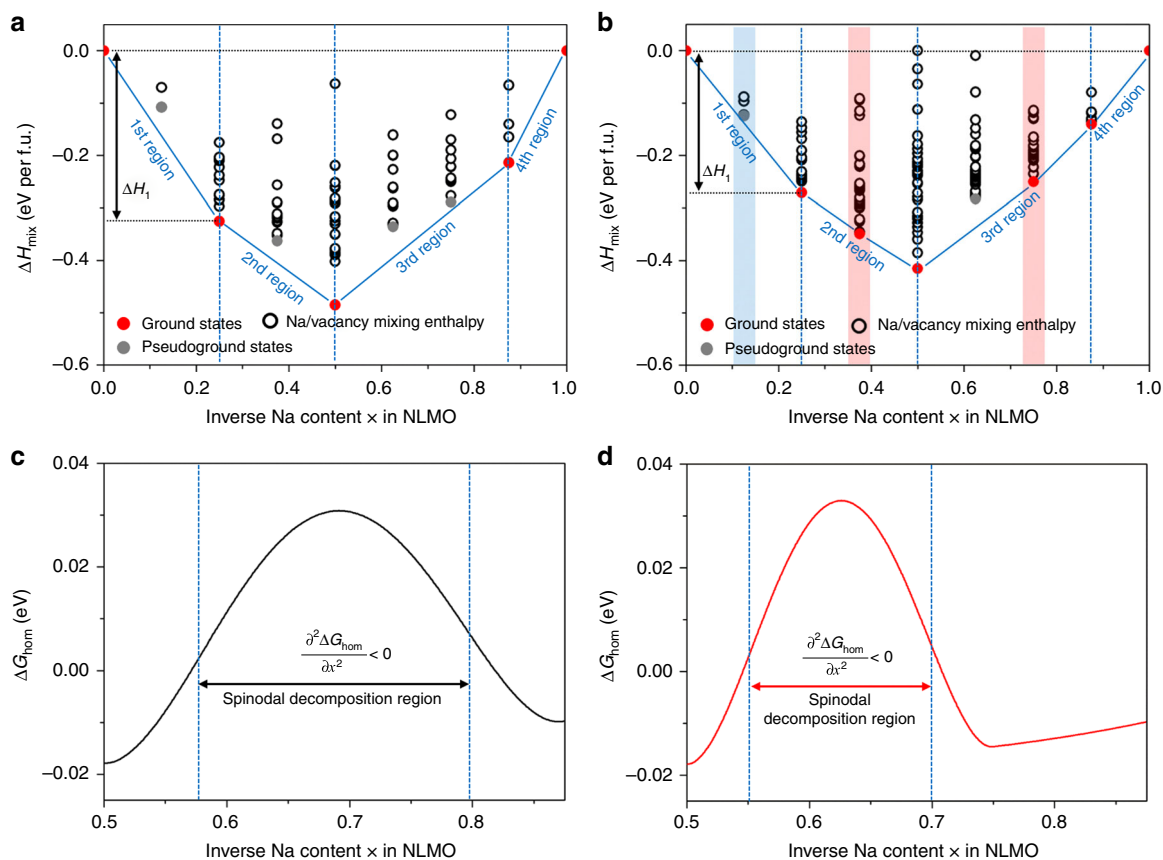 a
0.0
−0.2
−0.4
−0.6
ΔHmix (eV per f.u.)
1st region
ΔH1
2nd region
3rd region
4th region
Ground states
Na/vacancy mixing enthalpy
Pseudoground states
0.0 0.2 0.4 0.6 0.8 1.0
Inverse Na content × in NLMO
b
0.0
−0.2
−0.4
−0.6
ΔHmix (eV per f.u.)
1st region
ΔH1
2nd region
3rd region
4th region
Ground states
Na/vacancy mixing enthalpy
Pseudoground states
0.0 0.2 0.4 0.6 0.8 1.0
Inverse Na content × in NLMO
c
0.04
0.02
0.00
−0.02
ΔGhom (eV)
∂²ΔGhom
∂x² < 0
Spinodal decomposition region
0.5 0.6 0.7 0.8
Inverse Na content × in NLMO
d
0.04
0.02
0.00
−0.02
ΔGhom (eV)
∂²ΔGhom
∂x² < 0
Spinodal
decomposition region
0.5 0.6 0.7 0.8
Inverse Na content × in NLMO